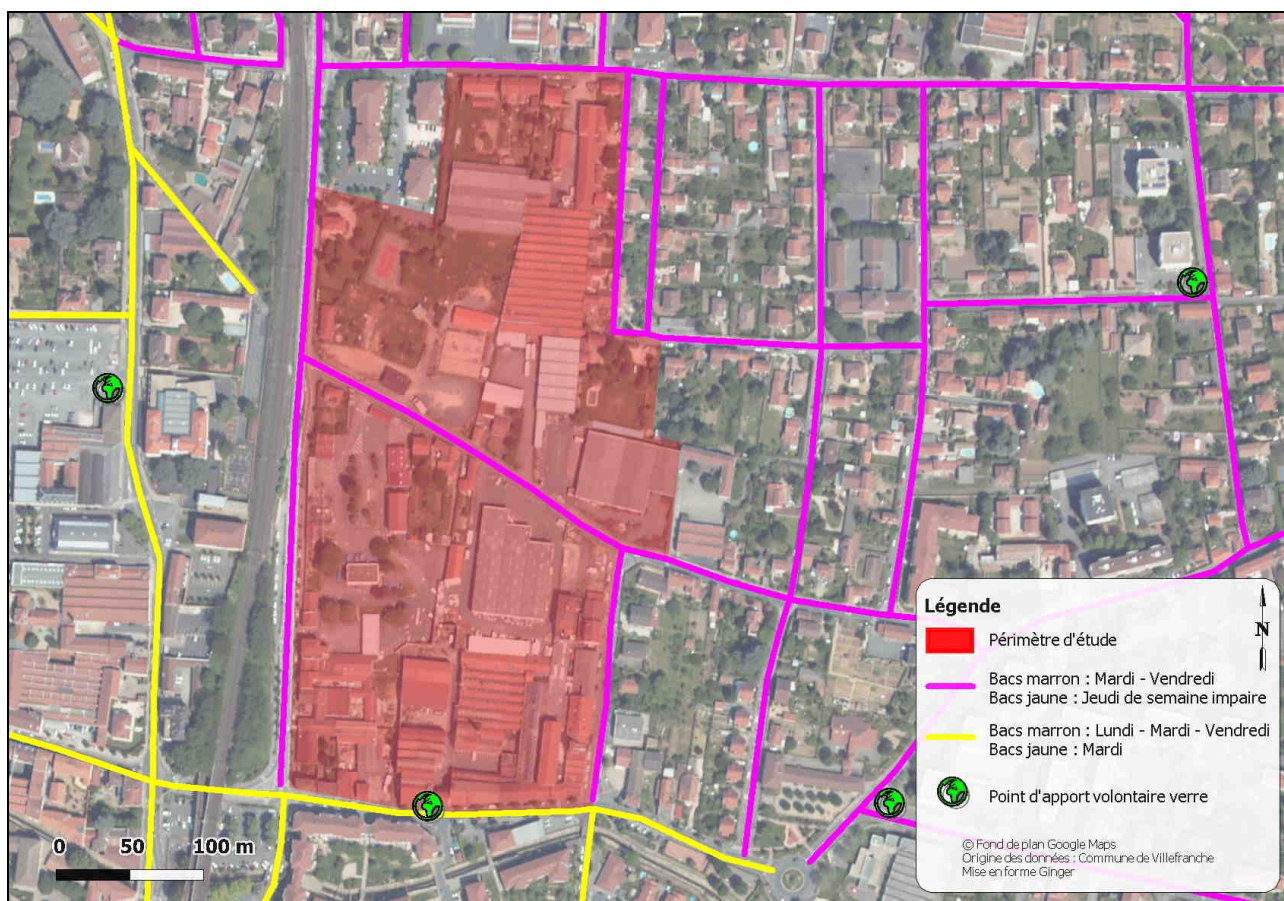 Légende
N
Périmètre d'étude
Bacs marron : Mardi - Vendredi
Bacs jaune : Jeudi de semaine impaire
Bacs marron : Lundi - Mardi - Vendredi
Bacs jaune : Mardi
Point d'apport volontaire verre
© Fond de plan Google Maps
Origine des données : Commune de Villefranche
Mise en forme Ginger
0 50 100 m